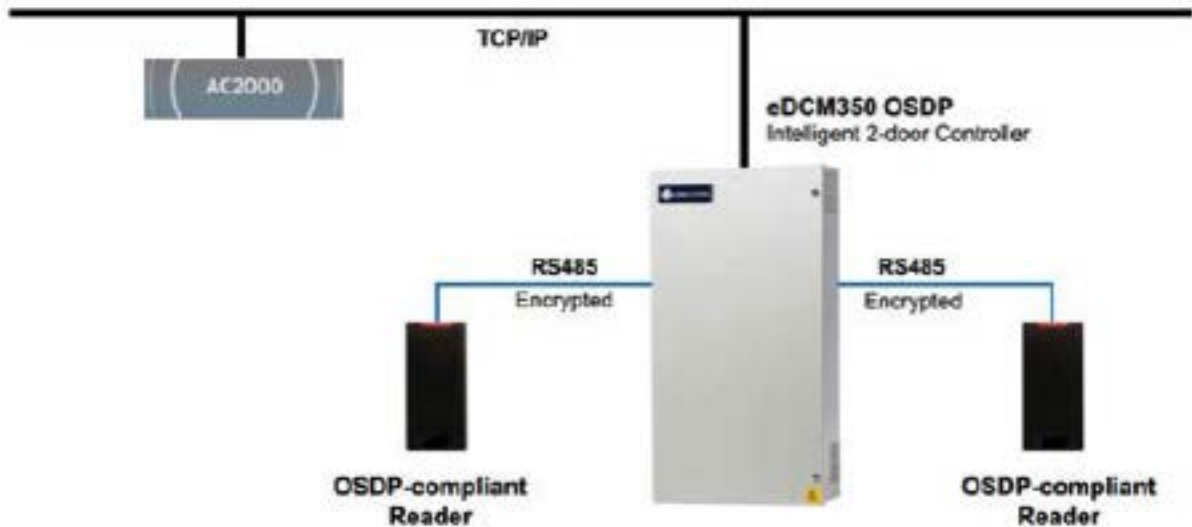 TCP/IP
AC2000
eDCM350 OSDP
Intelligent 2-door Controller
RS485
Encrypted
RS485
Encrypted
OSDP-compliant
Reader
OSDP-compliant
Reader